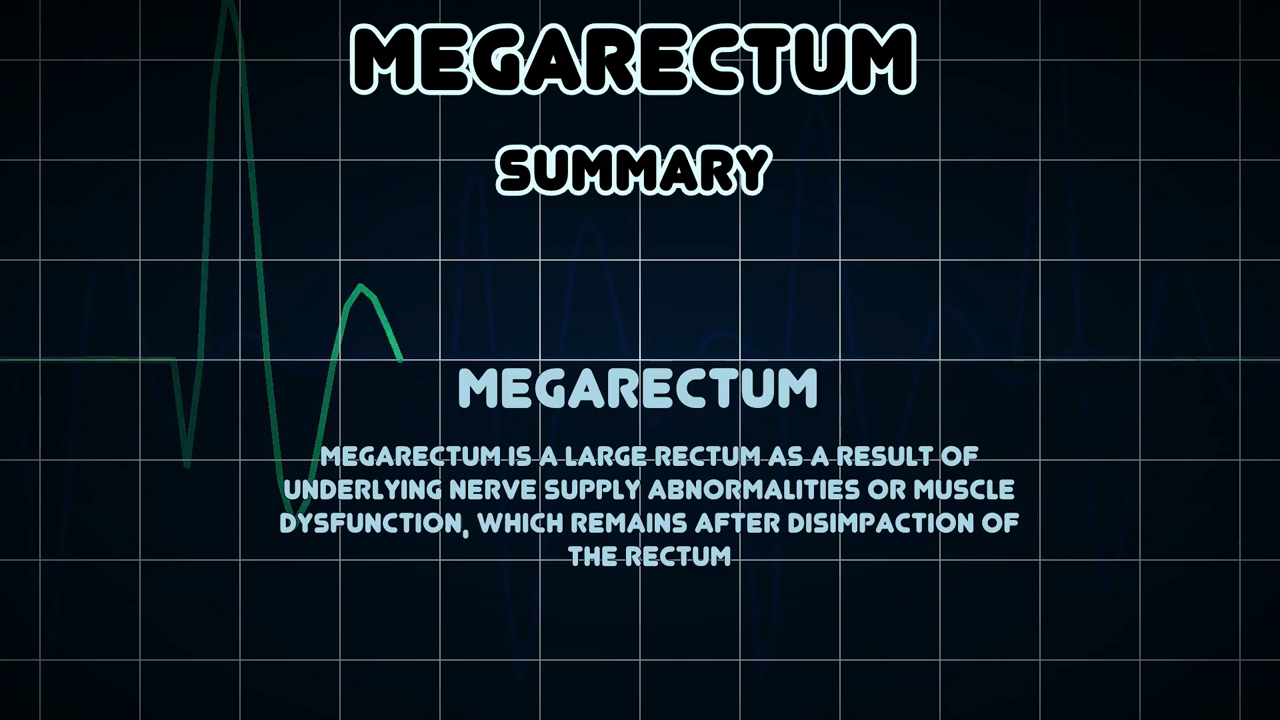 MEGARECTUM
SUMMARY
MEGARECTUM
MEGARECTUM IS A LARGE RECTUM AS A RESULT OF
UNDERLYING NERVE SUPPLY ABNORMALITIES OR MUSCLE
DYSFUNCTION, WHICH REMAINS AFTER DISIMPACTION OF
THE RECTUM